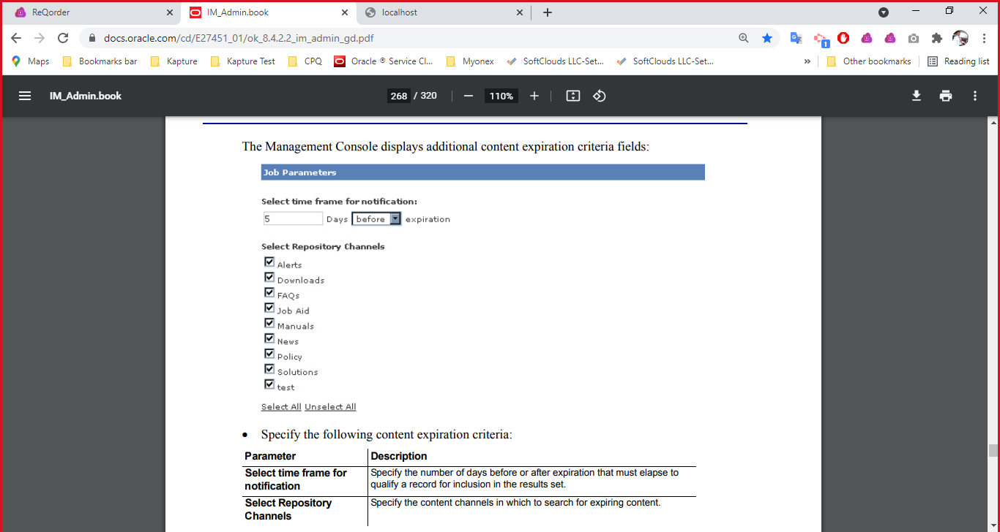 ReQorder
IM_Admin.book
localhost
docs.oracle.com/cd/E27451_01/ok_8.4.2.2_im_admin_gd.pdf
1
Maps
Bookmarks bar
Kapture
Kapture Test
CPQ
Oracle ® Service Cl...
Myonex
SoftClouds LLC-Set...
SoftClouds LLC-Set...
»
Other bookmarks
Reading list
IM_Admin.book
268 / 320
110%
The Management Console displays additional content expiration criteria fields:
Job Parameters
Select time frame for notification:
5 Days before expiration
Select Repository Channels
Alerts
Downloads
FAQs
Job Aid
Manuals
News
Policy
Solutions
test
Select All Unselect All
• Specify the following content expiration criteria:
Parameter Description
Select time frame for notification
Specify the number of days before or after expiration that must elapse to
qualify a record for inclusion in the results set.
Select Repository Channels
Specify the content channels in which to search for expiring content.